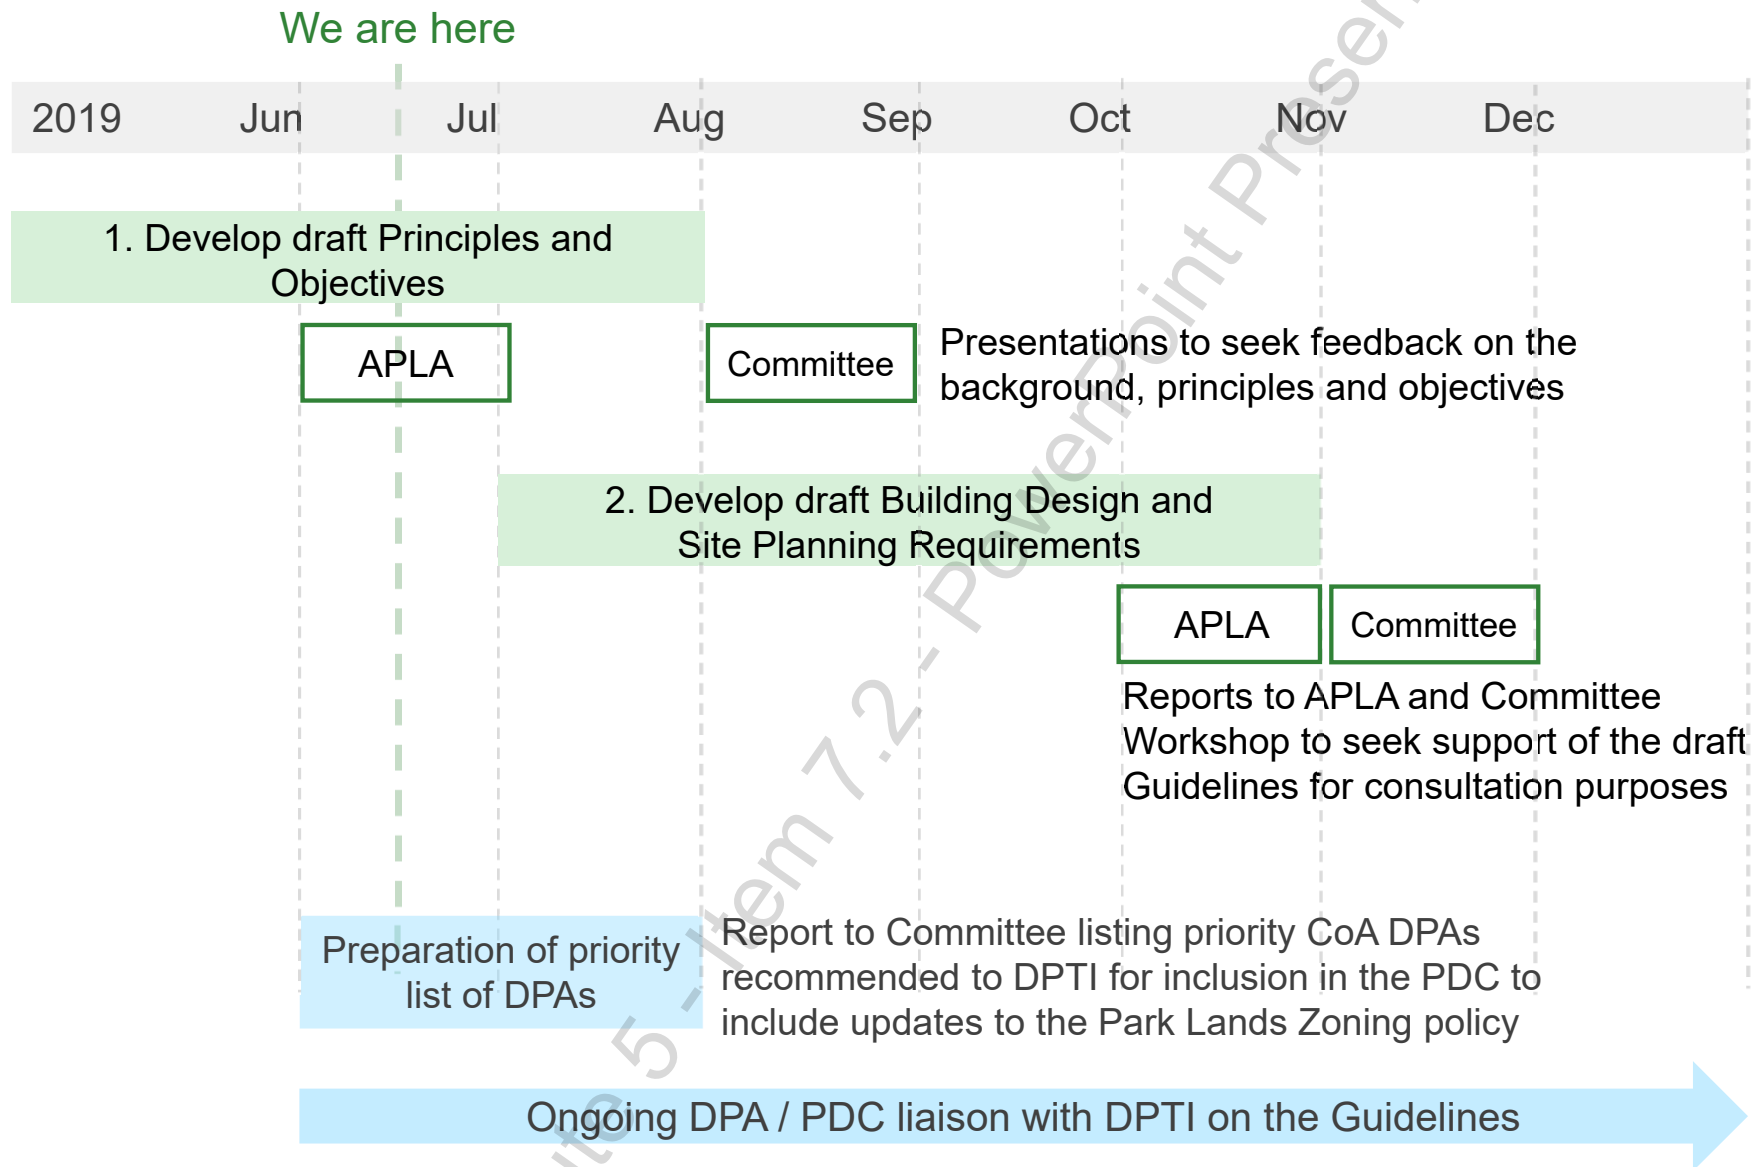 We are here
2019 Jun Jul Aug Sep Oct Nov Dec
1. Develop draft Principles and
Objectives
APLA
Committee
Presentations to seek feedback on the
background, principles and objectives
2. Develop draft Building Design and
Site Planning Requirements
APLA
Committee
Reports to APLA and Committee
Workshop to seek support of the draft
Guidelines for consultation purposes
Preparation of priority
list of DPAs
Report to Committee listing priority CoA DPAs
recommended to DPTI for inclusion in the PDC to
include updates to the Park Lands Zoning policy
Ongoing DPA / PDC liaison with DPTI on the Guidelines
5 - Item 7.2 - PowerPoint